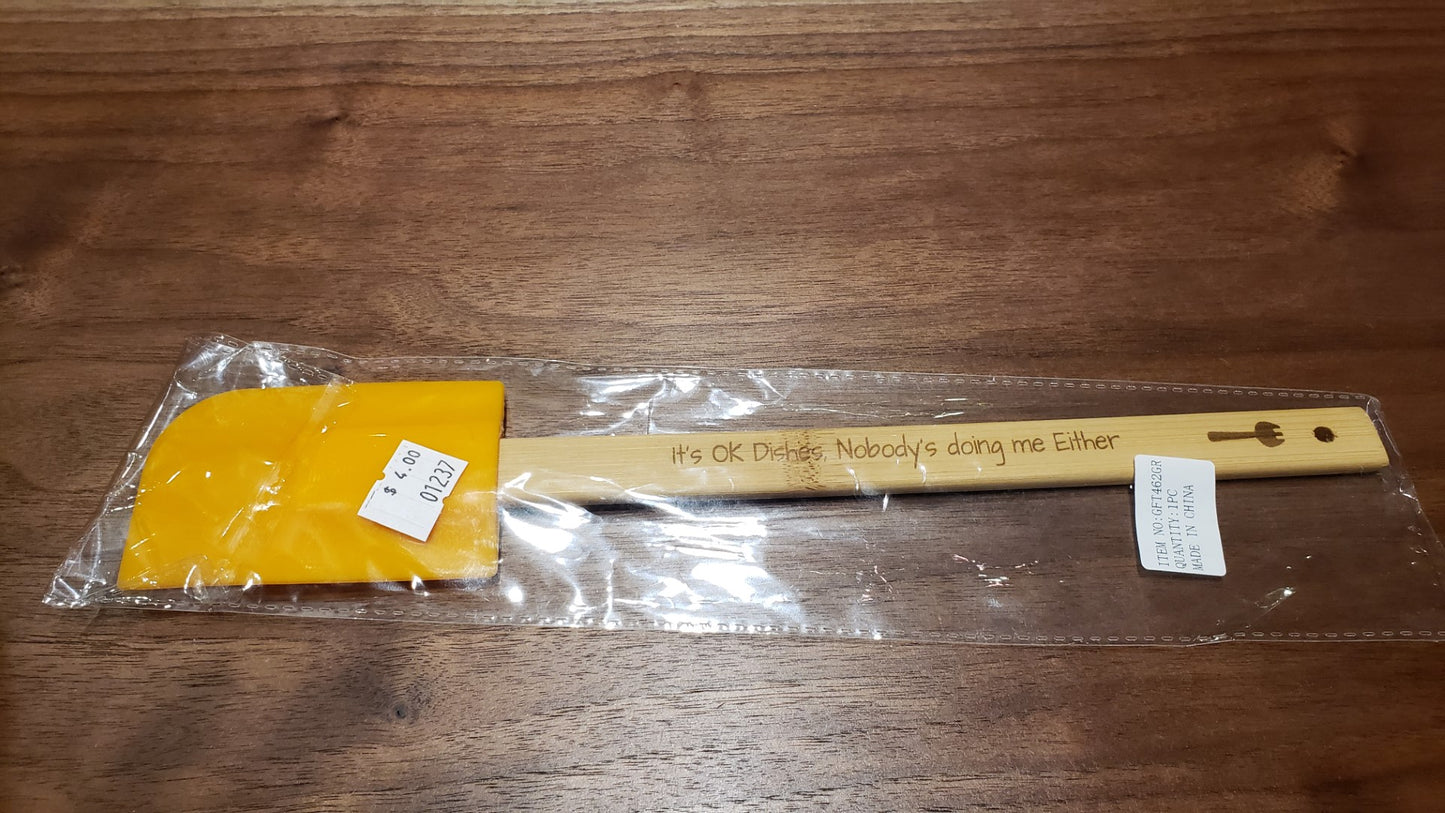 It's OK Dishes, Nobody's doing me Either
$ 4.00
01237
ITEM NO:GFT462GR
QUANTITY:1PC
MADE IN CHINA